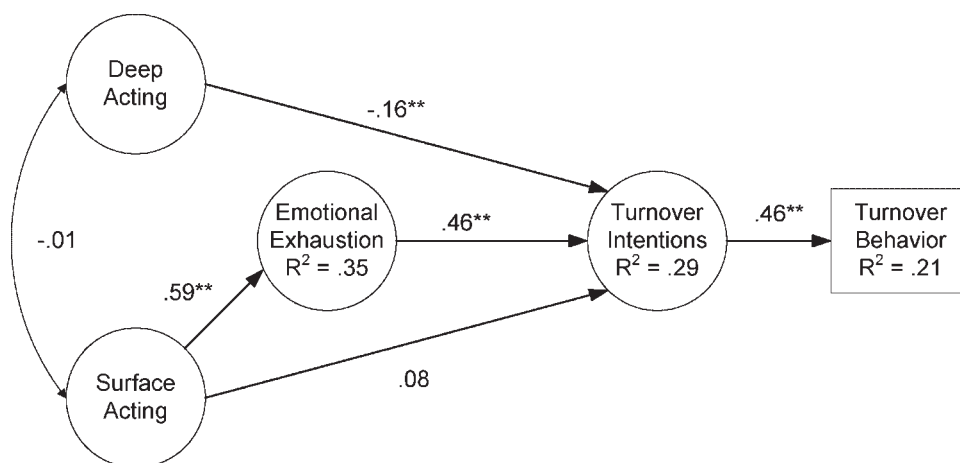 Deep
Acting
-.16**
-.01
Emotional
Exhaustion
R² = .35
.46**
Turnover
Intentions
R² = .29
.46**
Turnover
Behavior
R² = .21
.59**
.08
Surface
Acting